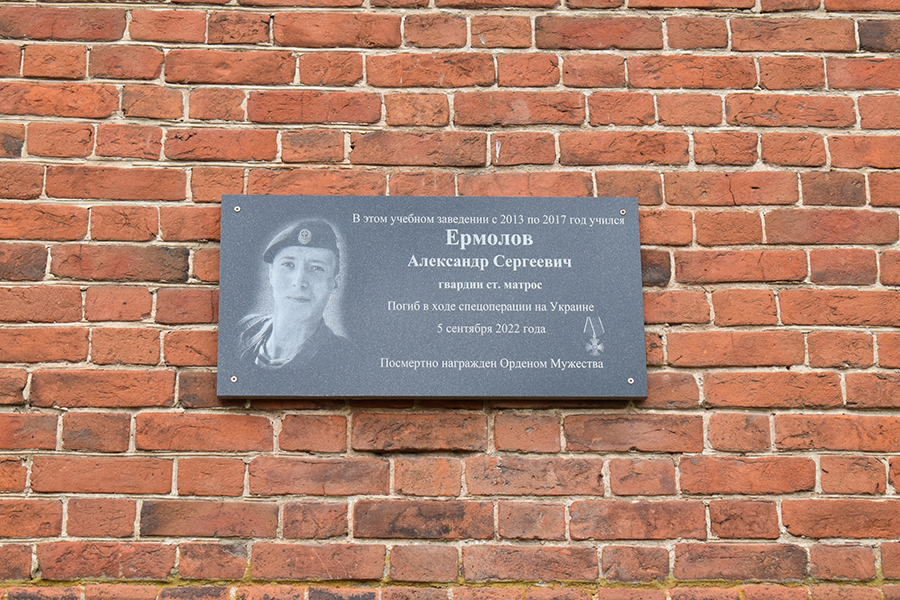 В этом учебном заведении с 2013 по 2017 год учился
Ермолов
Александр Сергеевич
гвардии ст. матрос
Погиб в ходе спецоперации на Украине
5 сентября 2022 года
Посмертно награжден Орденом Мужества